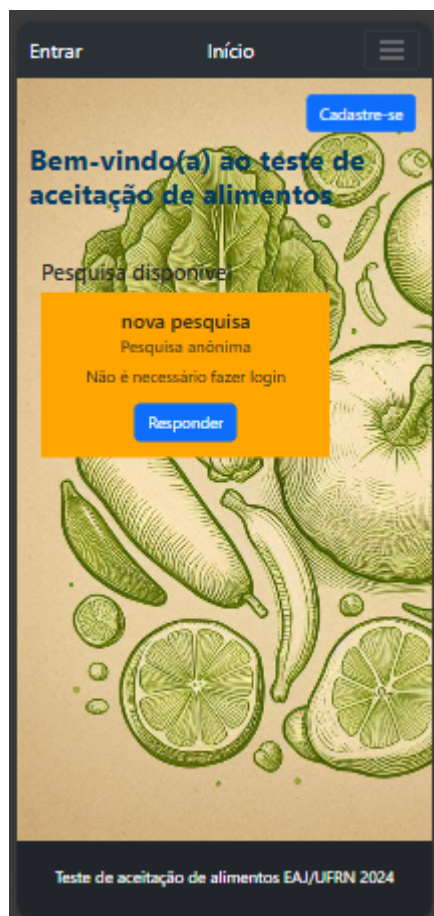 Entrar Início
Cadastre-se
Bem-vindo(a) ao teste de
aceitação de alimentos
Pesquisa disponível
nova pesquisa
Pesquisa anônima
Não é necessário fazer login
Responder
Teste de aceitação de alimentos EAJ/UFRN 2024